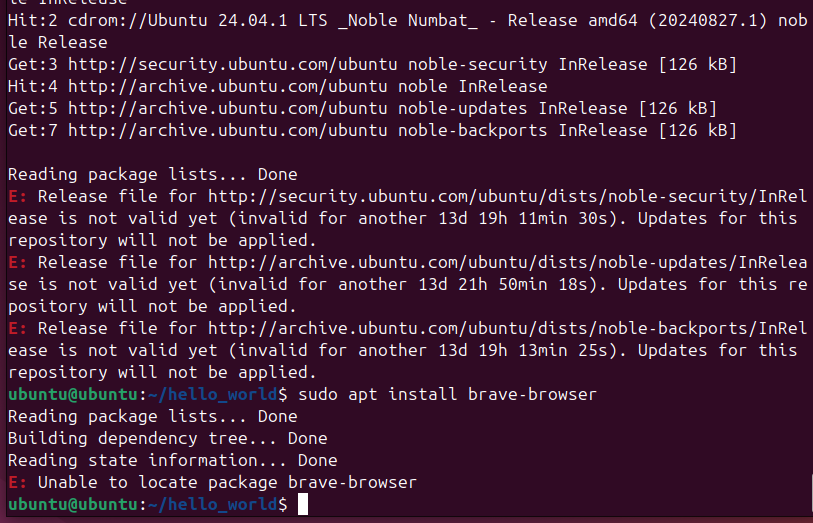 le InRelease
Hit:2 cdrom://Ubuntu 24.04.1 LTS _Noble Numbat_ - Release amd64 (20240827.1) nob
le Release
Get:3 http://security.ubuntu.com/ubuntu noble-security InRelease [126 kB]
Hit:4 http://archive.ubuntu.com/ubuntu noble InRelease
Get:5 http://archive.ubuntu.com/ubuntu noble-updates InRelease [126 kB]
Get:7 http://archive.ubuntu.com/ubuntu noble-backports InRelease [126 kB]
Reading package lists... Done
E: Release file for http://security.ubuntu.com/ubuntu/dists/noble-security/InRel
ease is not valid yet (invalid for another 13d 19h 11min 30s). Updates for this
repository will not be applied.
E: Release file for http://archive.ubuntu.com/ubuntu/dists/noble-updates/InRelea
se is not valid yet (invalid for another 13d 21h 50min 18s). Updates for this re
pository will not be applied.
E: Release file for http://archive.ubuntu.com/ubuntu/dists/noble-backports/InRel
ease is not valid yet (invalid for another 13d 19h 13min 25s). Updates for this
repository will not be applied.
ubuntu@ubuntu:~/hello_world$ sudo apt install brave-browser
Reading package lists... Done
Building dependency tree... Done
Reading state information... Done
E: Unable to locate package brave-browser
ubuntu@ubuntu:~/hello_world$